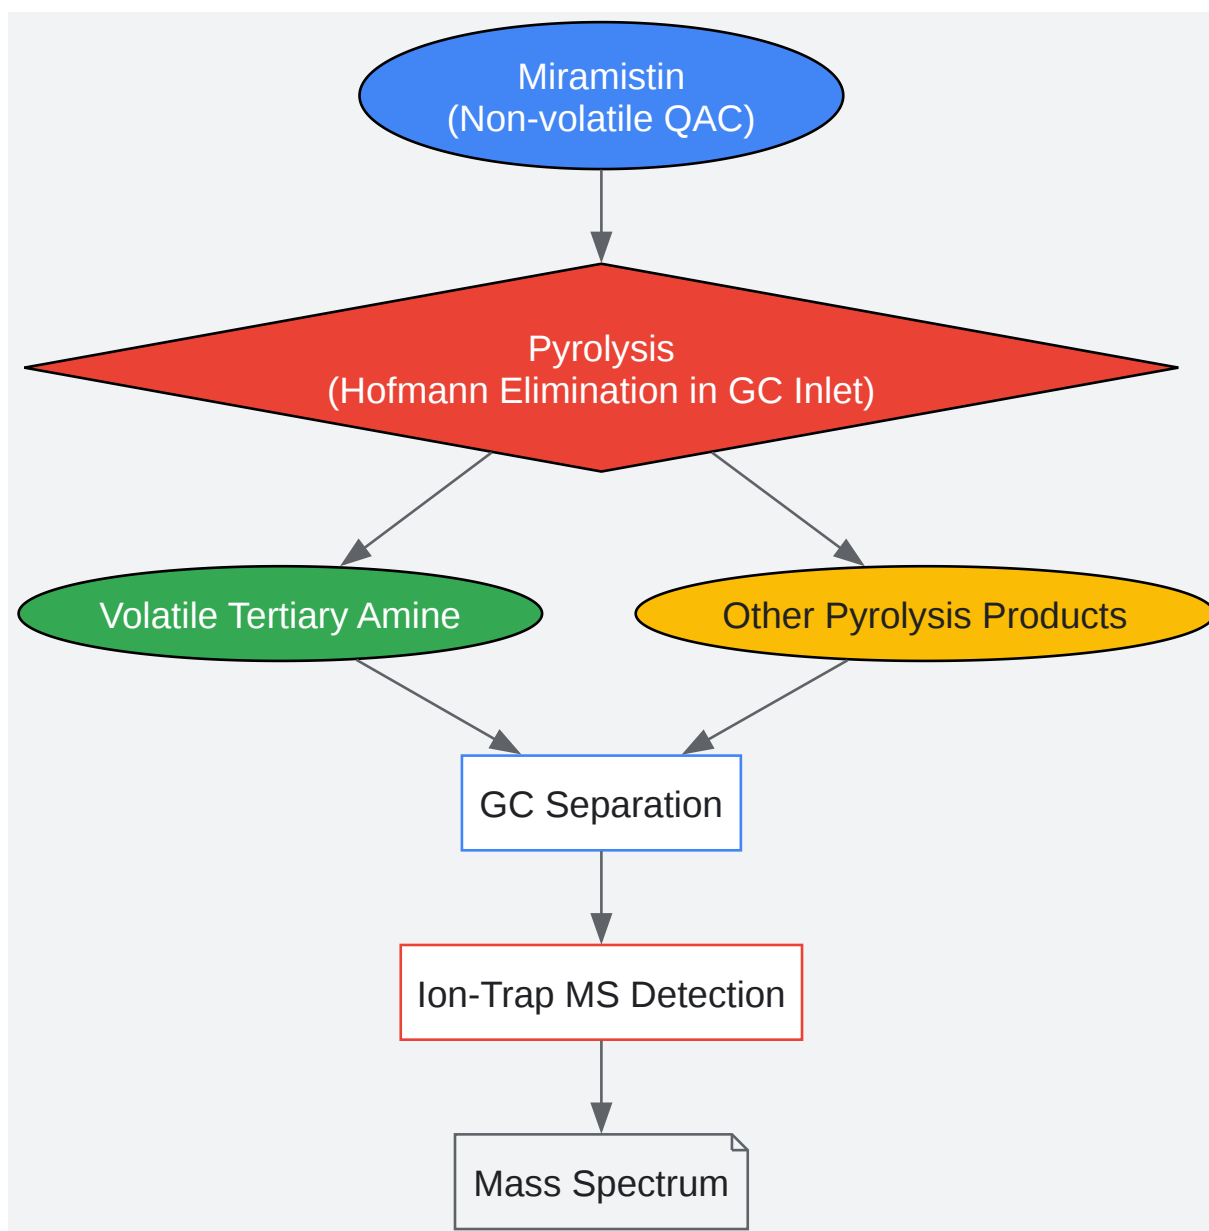 Miramistin
(Non-volatile QAC)
Pyrolysis
(Hofmann Elimination in GC Inlet)
Volatile Tertiary Amine
Other Pyrolysis Products
GC Separation
Ion-Trap MS Detection
Mass Spectrum